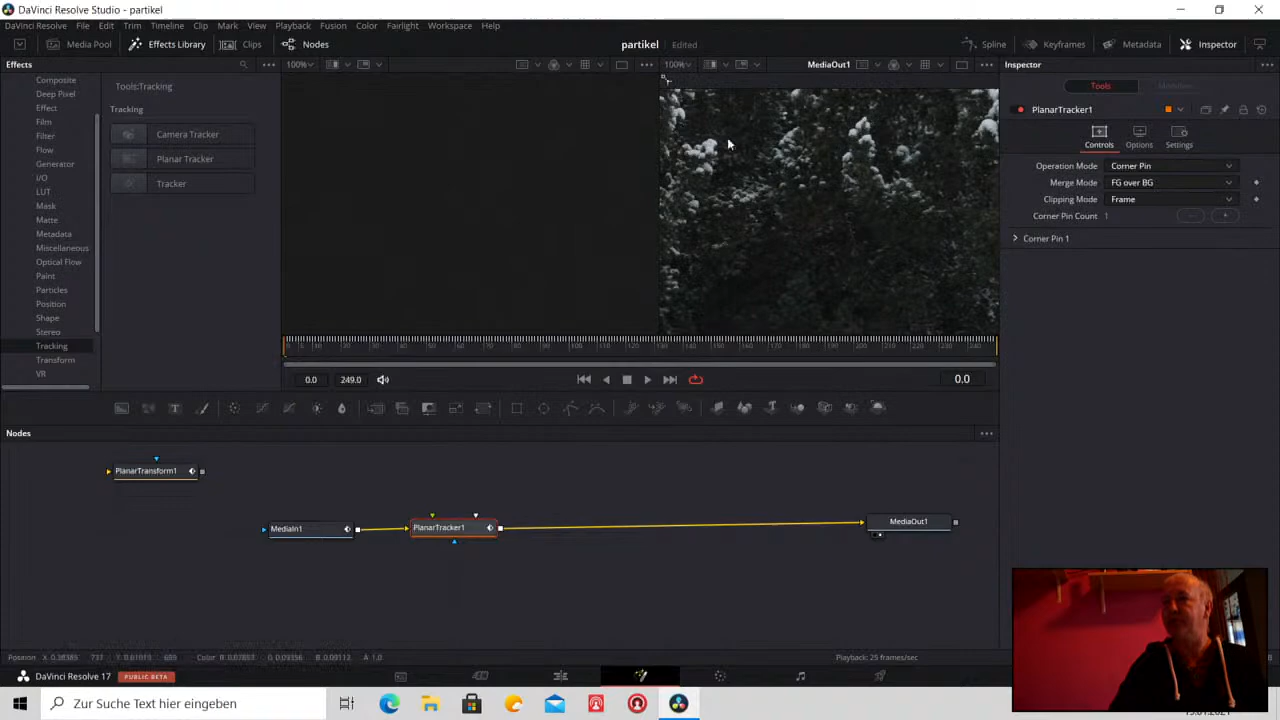 DaVinci Resolve Studio - partikel
DaVinci Resolve File Edit Trim Timeline Clip Mark View Playback Fusion Color Fairlight Workspace Help
Media Pool Effects Library Clips Nodes partikel Edited Spline Keyframes Metadata Inspector
Effects 100% 100% MediaOut1 Inspector
Composite
Deep Pixel
Effect
Film
Filter
Flow
Generator
I/O
LUT
Mask
Matte
Metadata
Miscellaneous
Optical Flow
Paint
Particles
Position
Shape
Stereo
Tracking
Transform
VR
Tools:Tracking
Tracking
Camera Tracker
Planar Tracker
Tracker
Tools Modifiers
PlanarTracker1
Controls Options Settings
Operation Mode Corner Pin
Merge Mode FG over BG
Clipping Mode Frame
Corner Pin Count 1
Corner Pin 1
0.0 249.0 0.0
Nodes
PlanarTransform1
MediaIn1 PlanarTracker1 MediaOut1
Playback: 25 frames/sec
DaVinci Resolve 17 PUBLIC BETA
Zur Suche Text hier eingeben